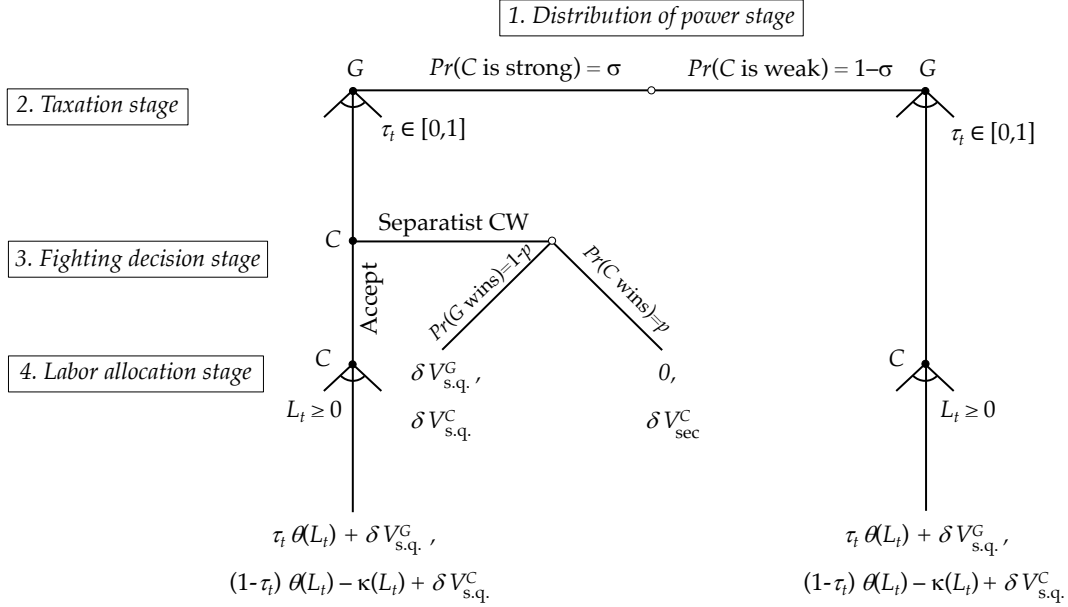 1. Distribution of power stage
G
Pr(C is strong) = σ
Pr(C is weak) = 1–σ
G
2. Taxation stage
τt ∈ [0,1]
τt ∈ [0,1]
Separatist CW
C
3. Fighting decision stage
Pr(G wins)=1-p
Pr(C wins)=p
Accept
C
C
4. Labor allocation stage
δ V^G_s.q. ,
0,
Lt ≥ 0
δ V^C_s.q.
δ V^C_sec
Lt ≥ 0
τt θ(Lt) + δ V^G_s.q. ,
τt θ(Lt) + δ V^G_s.q. ,
(1-τt) θ(Lt) – κ(Lt) + δ V^C_s.q.
(1-τt) θ(Lt) – κ(Lt) + δ V^C_s.q.